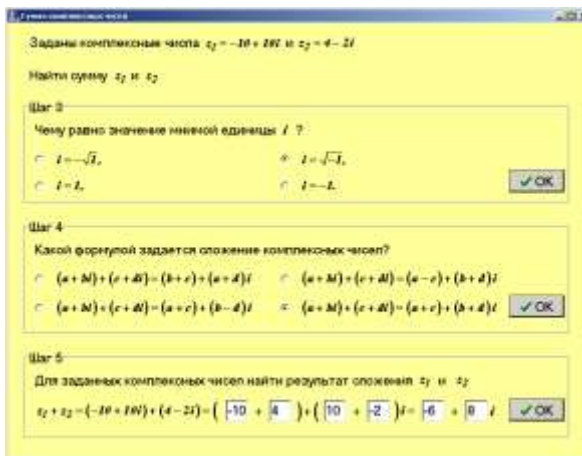 Сумма комплексных чисел
Заданы комплексные числа z₁ = −10 + 10i и z₂ = 4 − 2i
Найти сумму z₁ и z₂
Шаг 3
Чему равно значение мнимой единицы i ?
i = −√1, i = √−1,
i = 1, i = −1.
OK
Шаг 4
Какой формулой задается сложение комплексных чисел?
(a + bi) + (c + di) = (b + c) + (a + d)i (a + bi) + (c + di) = (a − c) + (b + d)i
(a + bi) + (c + di) = (a + c) + (b − d)i (a + bi) + (c + di) = (a + c) + (b + d)i
OK
Шаг 5
Для заданных комплексных чисел найти результат сложения z₁ и z₂
z₁ + z₂ = (−10 + 10i) + (4 − 2i) = ( -10 + 4 ) + ( 10 + -2 )i = -6 + 8 i OK